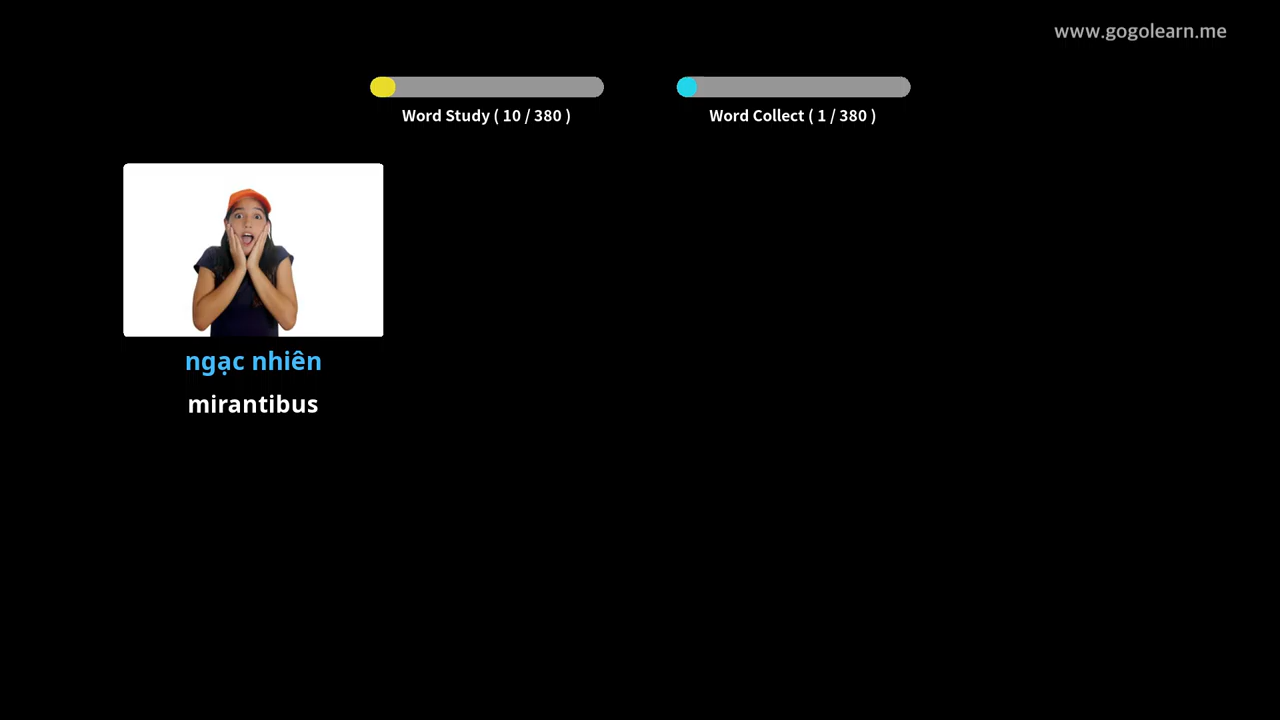 www.gogolearn.me
Word Study ( 10 / 380 )
Word Collect ( 1 / 380 )
ngạc nhiên
mirantibus